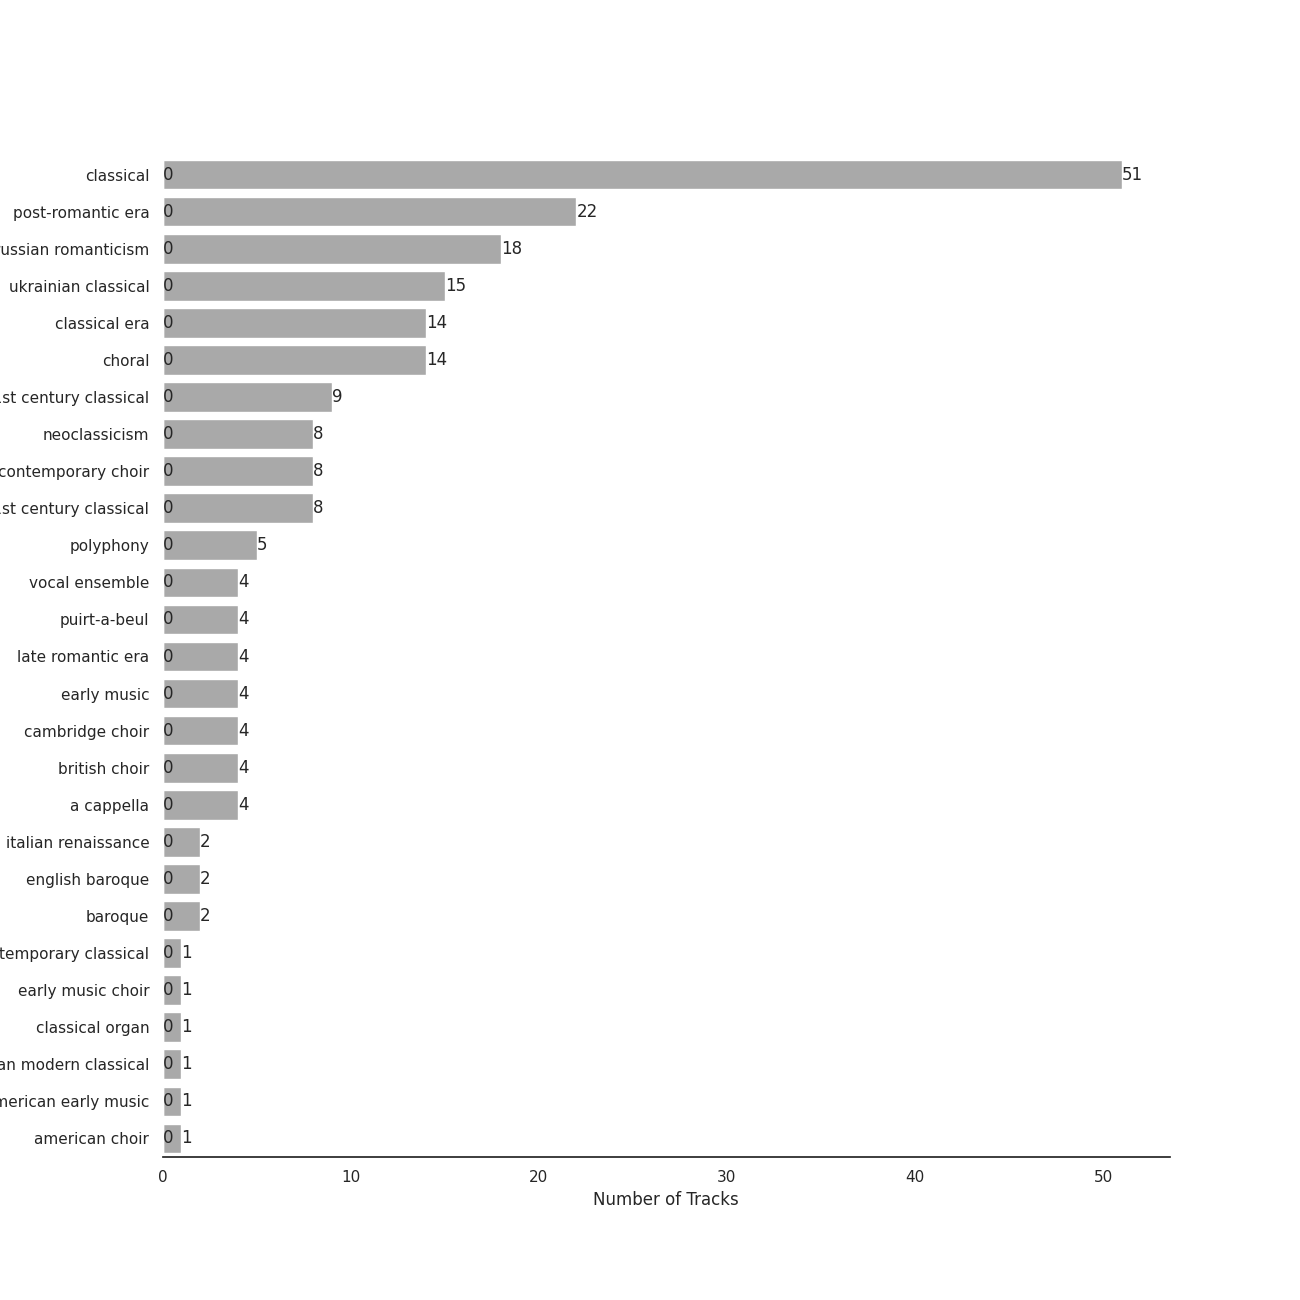 classical 0 51
post-romantic era 0 22
russian romanticism 0 18
ukrainian classical 0 15
classical era 0 14
choral 0 14
st century classical 0 9
neoclassicism 0 8
contemporary choir 0 8
st century classical 0 8
polyphony 0 5
vocal ensemble 0 4
puirt-a-beul 0 4
late romantic era 0 4
early music 0 4
cambridge choir 0 4
british choir 0 4
a cappella 0 4
italian renaissance 0 2
english baroque 0 2
baroque 0 2
temporary classical 0 1
early music choir 0 1
classical organ 0 1
an modern classical 0 1
merican early music 0 1
american choir 0 1
0 10 20 30 40 50
Number of Tracks